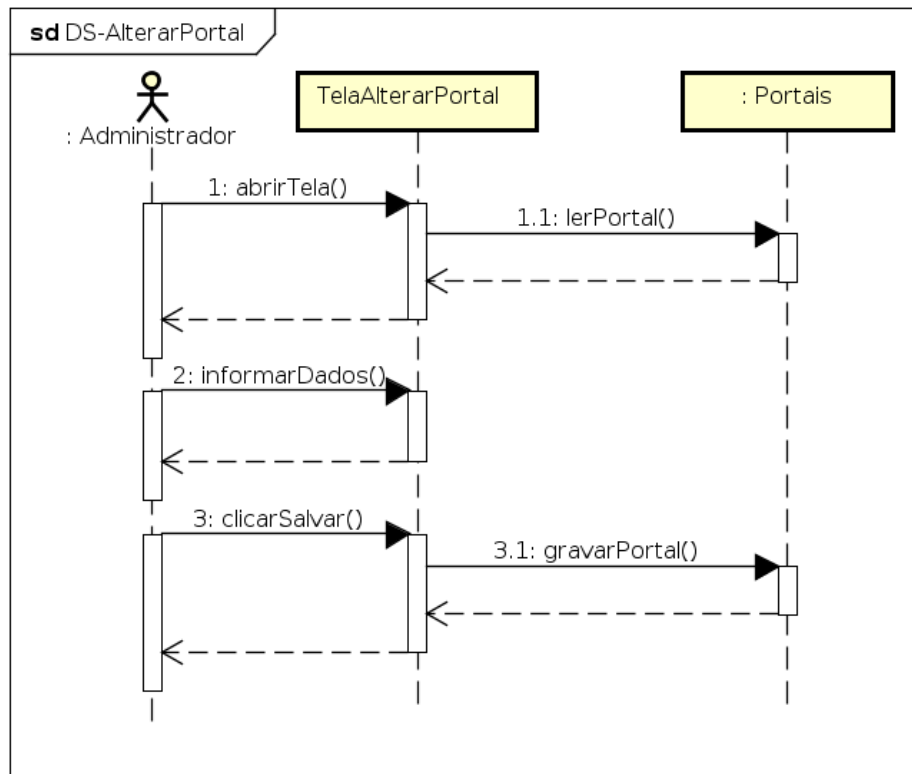 sd DS-AlterarPortal
TelaAlterarPortal
: Portais
: Administrador
1: abrirTela()
1.1: lerPortal()
2: informarDados()
3: clicarSalvar()
3.1: gravarPortal()